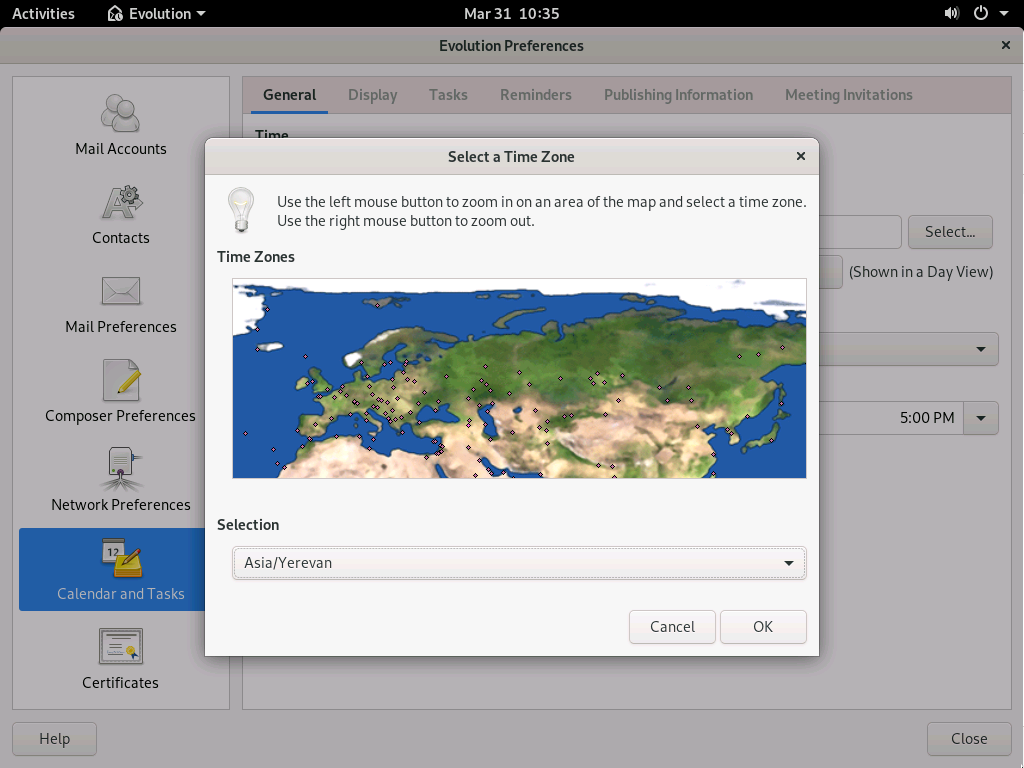 Activities
Evolution
Mar 31 10:35
Evolution Preferences
Mail Accounts
Contacts
Mail Preferences
Composer Preferences
Network Preferences
12
Calendar and Tasks
Certificates
General
Display
Tasks
Reminders
Publishing Information
Meeting Invitations
Time
Select...
(Shown in a Day View)
5:00 PM
Select a Time Zone
Use the left mouse button to zoom in on an area of the map and select a time zone.
Use the right mouse button to zoom out.
Time Zones
Selection
Asia/Yerevan
Cancel
OK
Help
Close